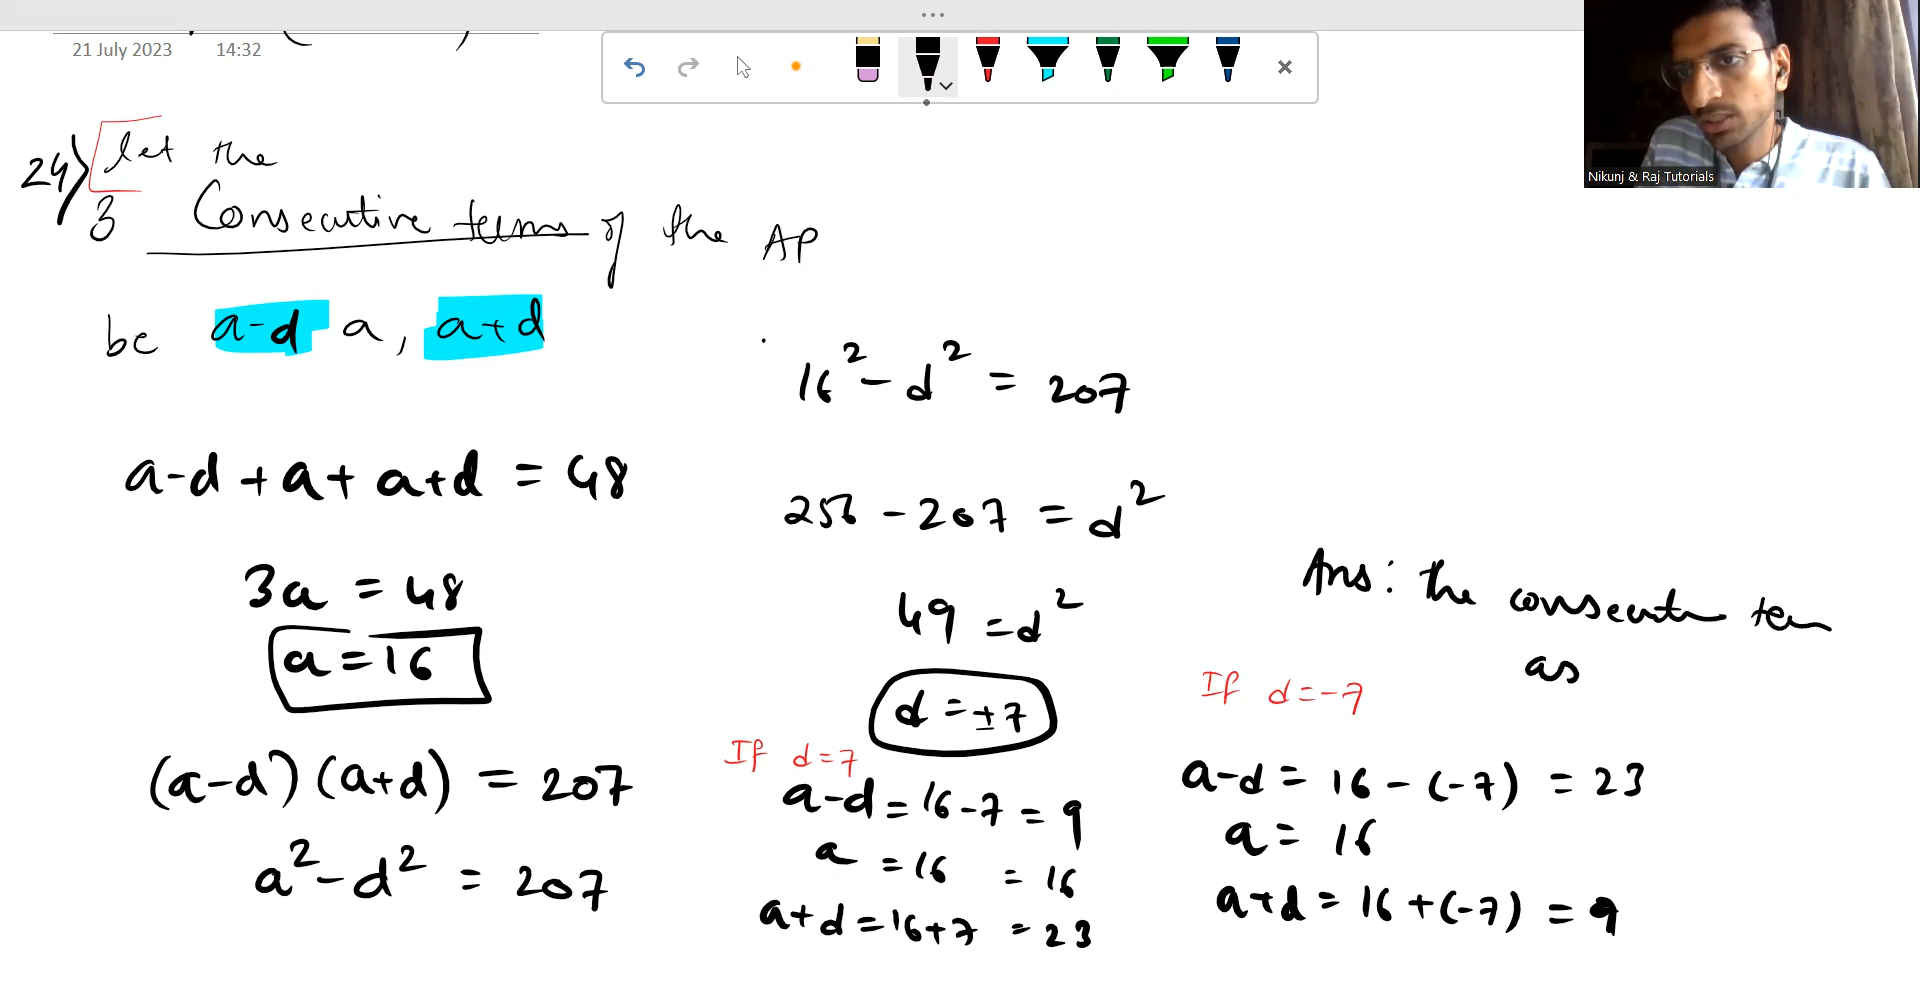 21 July 2023 14:32
Nikunj & Raj Tutorials
24) let the
3 Consecutive terms of the AP
be a-d a, a+d
a-d + a + a+d = 48
3a = 48
a = 16
(a-d) (a+d) = 207
a² - d² = 207
16² - d² = 207
256 - 207 = d²
49 = d²
d = ±7
If d = 7
a-d = 16-7 = 9
a = 16 = 16
a+d = 16+7 = 23
Ans: the
as
If d = -7
a-d = 16 - (-7) = 23
a = 16
a+d = 16 + (-7) = 9